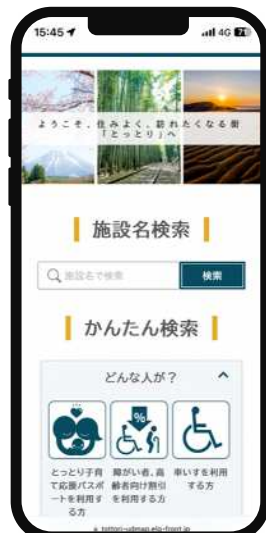 15:45
4G
71
ようこそ、住みよく、訪れたくなる街
「とっとり」へ
施設名検索
施設名で検索
検索
かんたん検索
どんな人が?
%
とっとり子育
て応援パスポ
ートを利用す
る方
障がい者、高
齢者向け割引
を利用する方
車いすを利用
する方
tottori-udmap.elg-front.jp